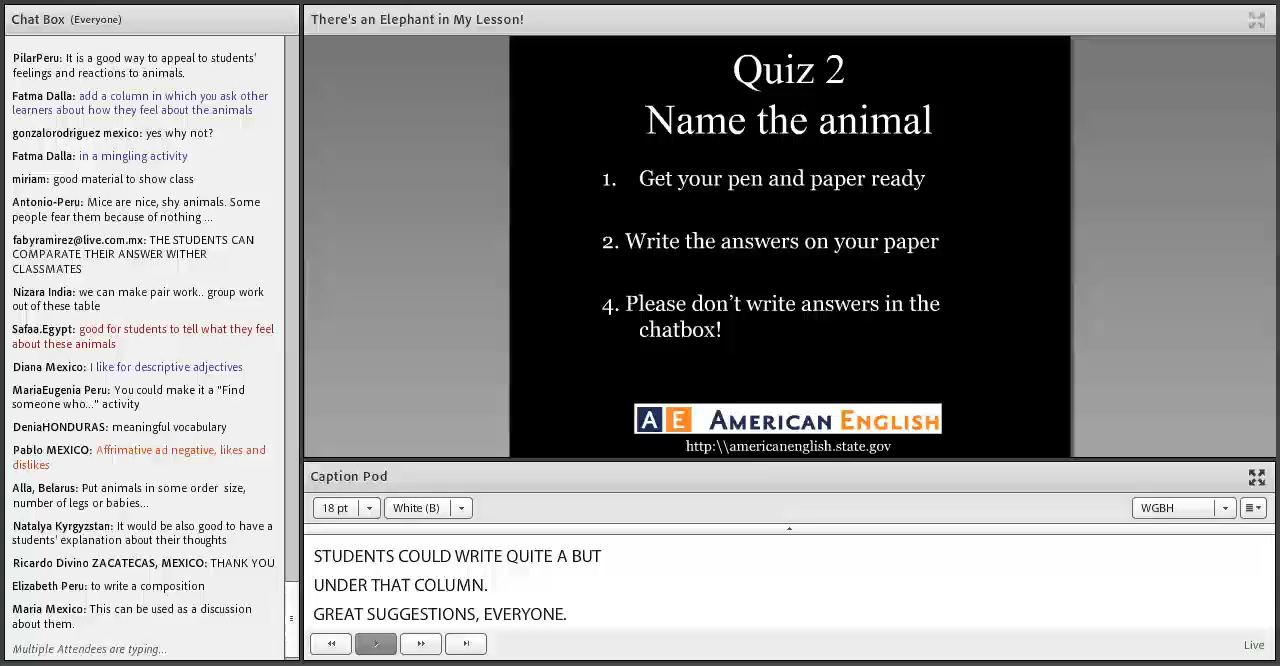 Chat Box (Everyone)
PilarPeru: It is a good way to appeal to students'
feelings and reactions to animals.
Fatma Dalla: add a column in which you ask other
learners about how they feel about the animals
gonzalorodriguez mexico: yes why not?
Fatma Dalla: in a mingling activity
miriam: good material to show class
Antonio-Peru: Mice are nice, shy animals. Some
people fear them because of nothing ...
fabyramirez@live.com.mx: THE STUDENTS CAN
COMPARATE THEIR ANSWER WITHER
CLASSMATES
Nizara India: we can make pair work.. group work
out of these table
Safaa.Egypt: good for students to tell what they feel
about these animals
Diana Mexico: I like for descriptive adjectives
MariaEugenia Peru: You could make it a "Find
someone who..." activity
DeniaHONDURAS: meaningful vocabulary
Pablo MEXICO: Affrimative ad negative, likes and
dislikes
Alla, Belarus: Put animals in some order size,
number of legs or babies...
Natalya Kyrgyzstan: It would be also good to have a
students' explanation about their thoughts
Ricardo Divino ZACATECAS, MEXICO: THANK YOU
Elizabeth Peru: to write a composition
Maria Mexico: This can be used as a discussion
about them.
Multiple Attendees are typing...
There's an Elephant in My Lesson!
Quiz 2
Name the animal
1. Get your pen and paper ready
2. Write the answers on your paper
4. Please don't write answers in the
chatbox!
AE AMERICAN ENGLISH
http:\\americanenglish.state.gov
Caption Pod
18 pt White (B) WGBH
STUDENTS COULD WRITE QUITE A BUT
UNDER THAT COLUMN.
GREAT SUGGESTIONS, EVERYONE.
Live